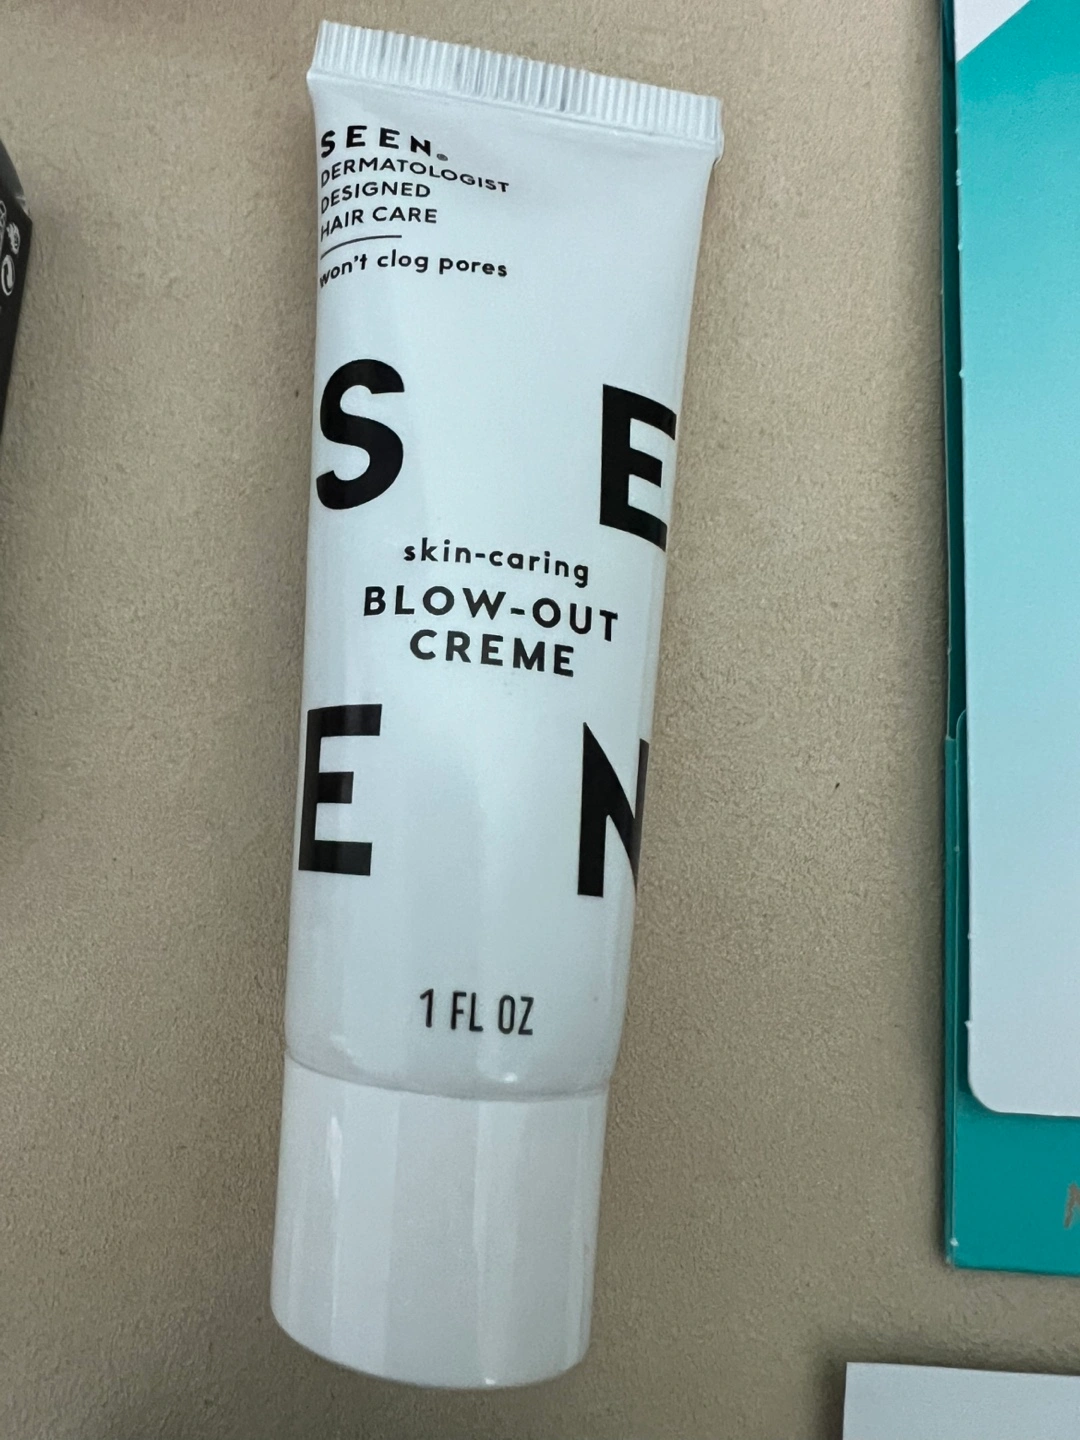 SEEN®
DERMATOLOGIST
DESIGNED
HAIR CARE
won't clog pores
S E
skin-caring
BLOW-OUT
CREME
E N
1 FL OZ